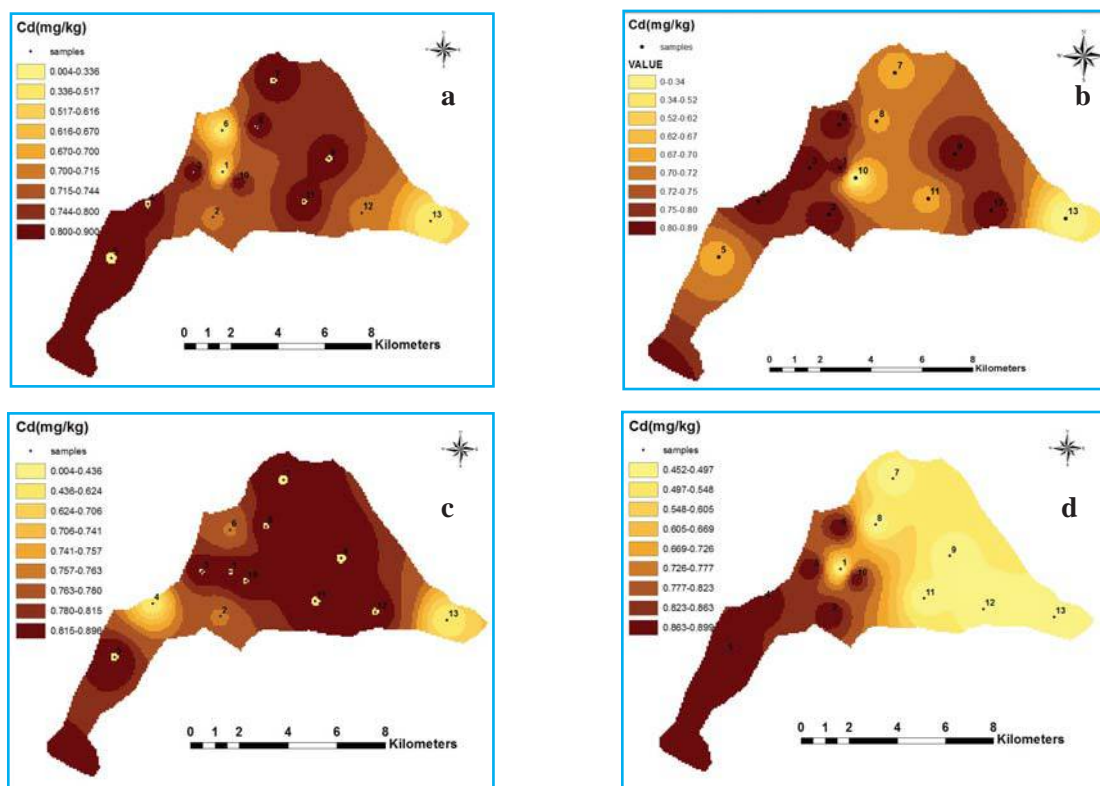 Cd(mg/kg)
samples
0.004-0.336
0.336-0.517
0.517-0.616
0.616-0.670
0.670-0.700
0.700-0.715
0.715-0.744
0.744-0.800
0.800-0.900
a
6
1
10
11
2
12
13
0 1 2 4 6 8
Kilometers
Cd(mg/kg)
samples
VALUE
0-0.34
0.34-0.52
0.52-0.62
0.62-0.67
0.67-0.70
0.70-0.72
0.72-0.75
0.75-0.80
0.80-0.89
b
7
8
10
11
13
5
0 1 2 4 6 8
Kilometers
Cd(mg/kg)
samples
0.004-0.436
0.436-0.624
0.624-0.706
0.706-0.741
0.741-0.757
0.757-0.763
0.763-0.780
0.780-0.815
0.815-0.896
c
6
4
2
13
0 1 2 4 6 8
Kilometers
Cd(mg/kg)
samples
0.452-0.497
0.497-0.548
0.548-0.605
0.605-0.669
0.669-0.726
0.726-0.777
0.777-0.823
0.823-0.863
0.863-0.899
d
7
8
9
1
10
11
12
13
0 1 2 4 6 8
Kilometers